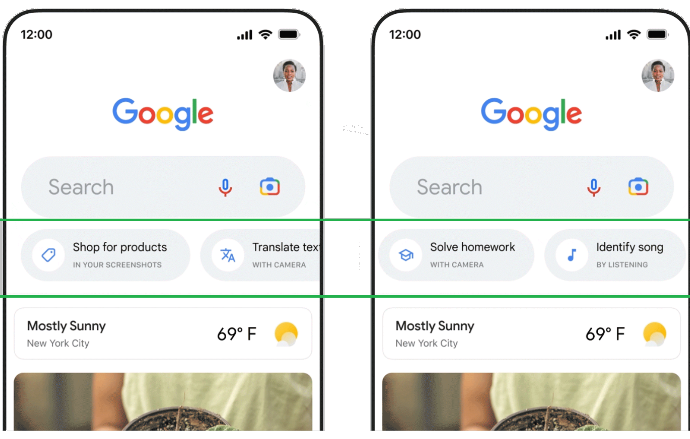 12:00
Google
Search
Shop for products
IN YOUR SCREENSHOTS
Translate text
WITH CAMERA
Mostly Sunny
New York City
69° F
12:00
Google
Search
Solve homework
WITH CAMERA
Identify song
BY LISTENING
Mostly Sunny
New York City
69° F